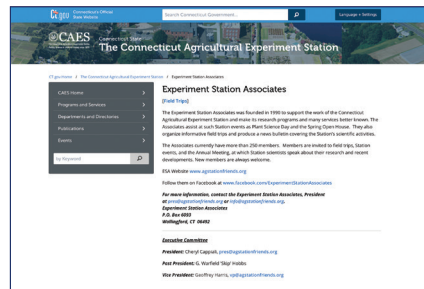 Ct.gov Connecticut's Official State Website
Search Connecticut Government...
Language + Settings
CAES
Connecticut State
The Connecticut Agricultural Experiment Station
CT.gov Home / The Connecticut Agricultural Experiment Station / Experiment Station Associates
CAES Home
Programs and Services
Departments and Directories
Publications
Events
by Keyword
Experiment Station Associates
[Field Trips]
The Experiment Station Associates was founded in 1990 to support the work of the Connecticut
Agricultural Experiment Station and make its research programs and many services better known. The
Associates assist at such Station events as Plant Science Day and the Spring Open House. They also
organize informative field trips and produce a news bulletin covering the Station's scientific activities.
The Associates currently have more than 250 members. Members are invited to field trips, Station
events, and the Annual Meeting, at which Station scientists speak about their research and recent
developments. New members are always welcome.
ESA Website www.agstationfriends.org
Follow them on Facebook at www.facebook.com/ExperimentStationAssociates
For more information, contact the Experiment Station Associates, President
at pres@agstationfriends.org or info@agstationfriends.org,
Experiment Station Associates
P.O. Box 6033
Wallingford, CT 06492
Executive Committee
President: Cheryl Cappiali, pres@agstationfriends.org
Past President: G. Warfield 'Skip' Hobbs
Vice President: Geoffrey Harris, vp@agstationfriends.org